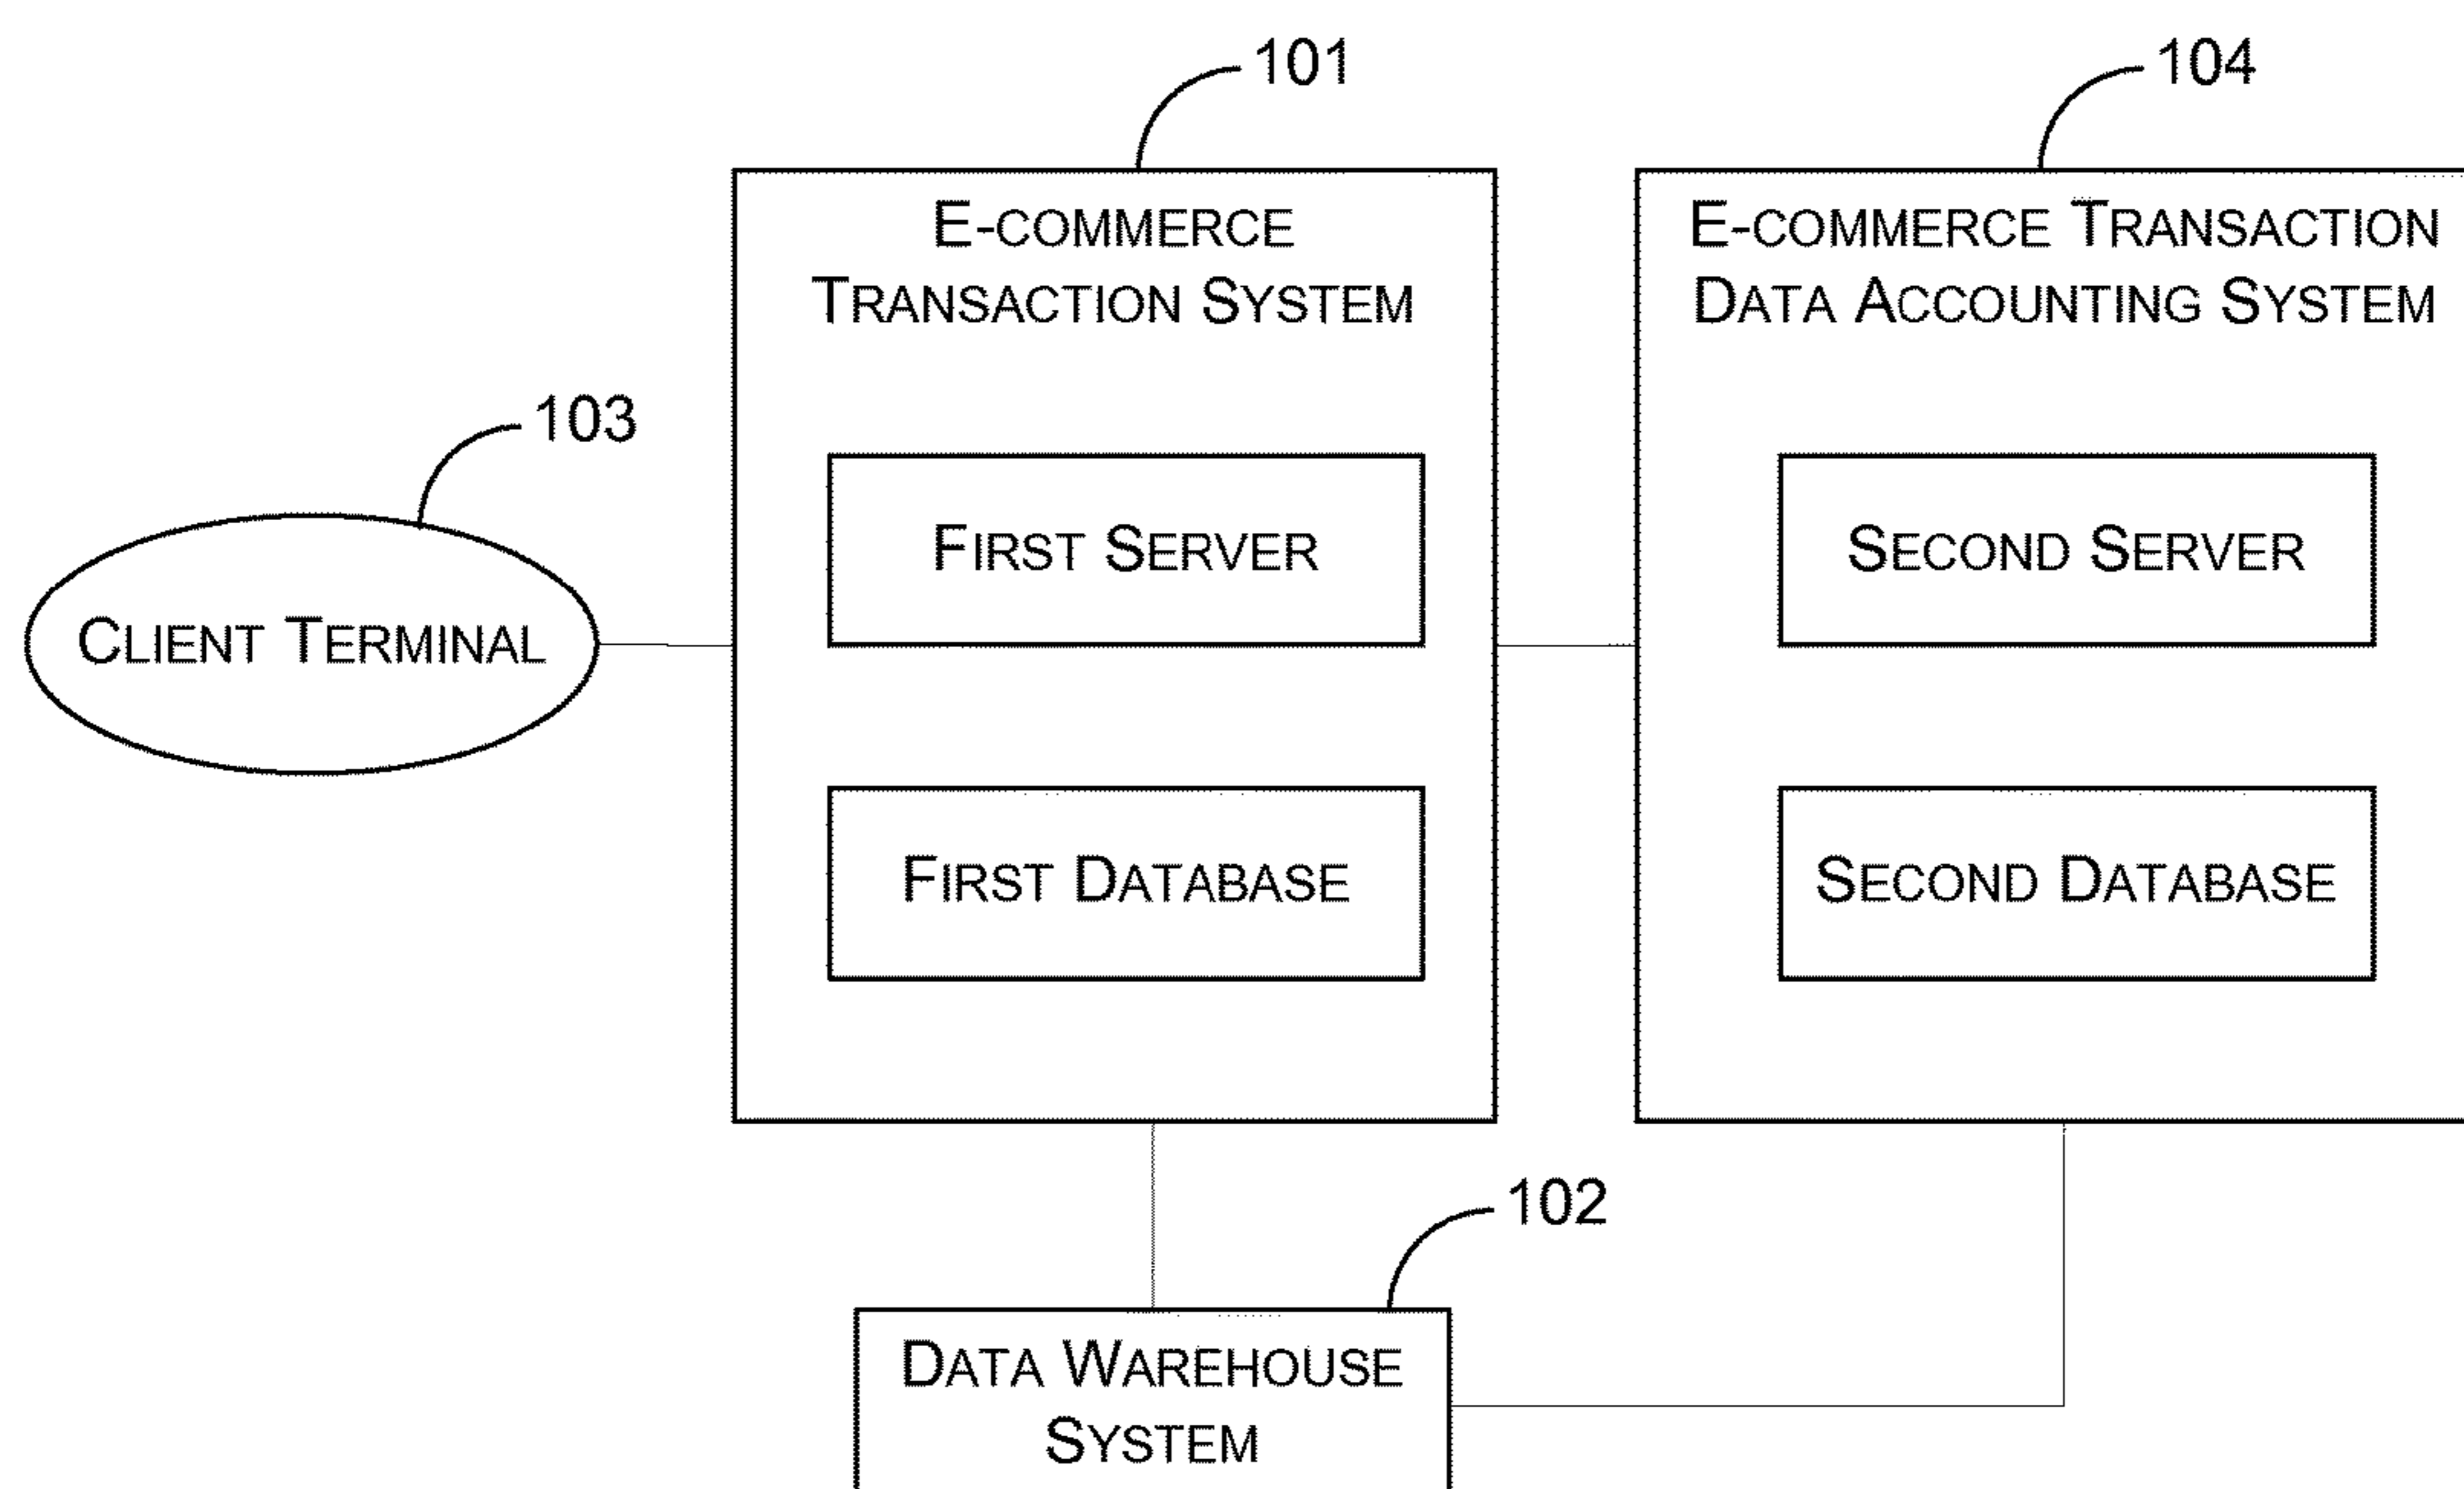 101
104
E-COMMERCE
TRANSACTION SYSTEM
E-COMMERCE TRANSACTION
DATA ACCOUNTING SYSTEM
103
FIRST SERVER
SECOND SERVER
CLIENT TERMINAL
FIRST DATABASE
SECOND DATABASE
102
DATA WAREHOUSE
SYSTEM